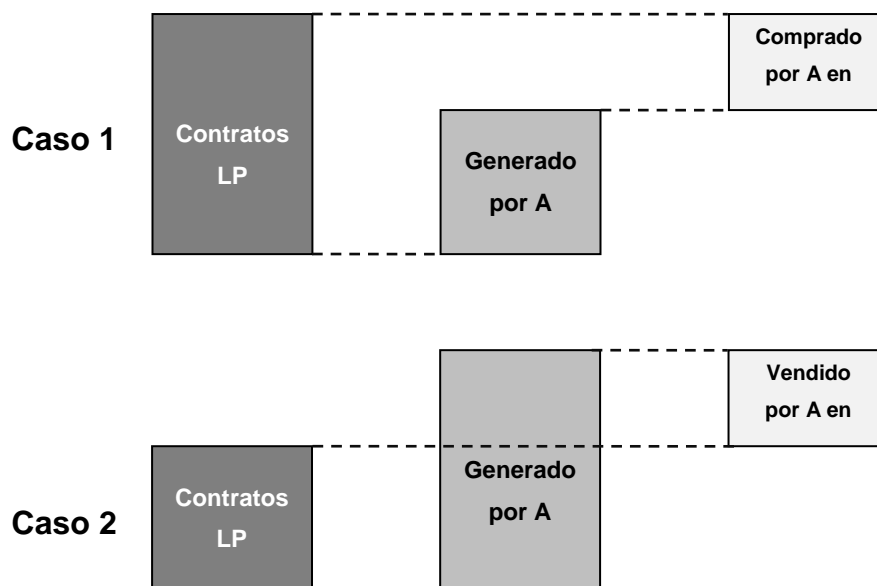 Caso 1
Contratos
LP
Generado
por A
Comprado
por A en
Caso 2
Contratos
LP
Generado
por A
Vendido
por A en